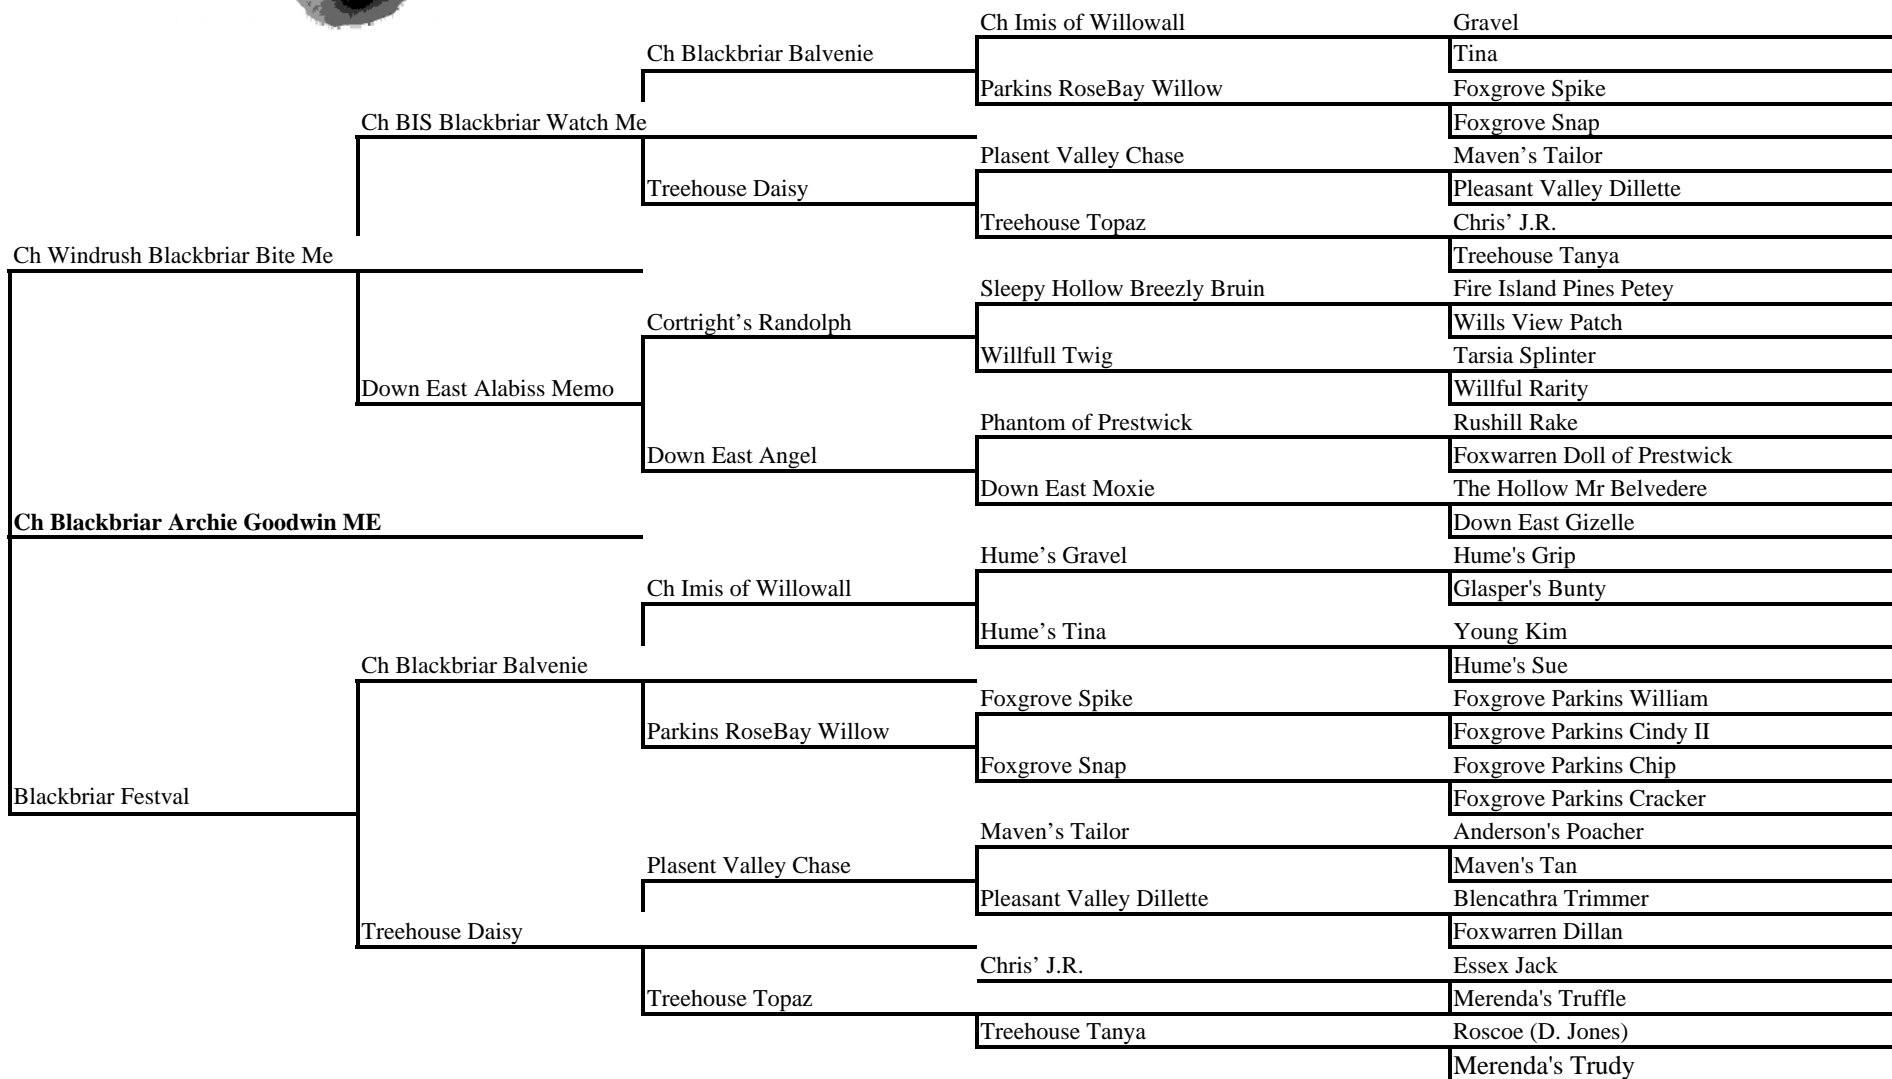 Ch Imis of Willowall Gravel
Ch Blackbriar Balvenie Tina
Parkins RoseBay Willow Foxgrove Spike
Ch BIS Blackbriar Watch Me Foxgrove Snap
Plasent Valley Chase Maven’s Tailor
Treehouse Daisy Pleasant Valley Dillette
Treehouse Topaz Chris’ J.R.
Ch Windrush Blackbriar Bite Me Treehouse Tanya
Sleepy Hollow Breezly Bruin Fire Island Pines Petey
Cortright’s Randolph Wills View Patch
Willfull Twig Tarsia Splinter
Down East Alabiss Memo Willful Rarity
Phantom of Prestwick Rushill Rake
Down East Angel Foxwarren Doll of Prestwick
Down East Moxie The Hollow Mr Belvedere
Ch Blackbriar Archie Goodwin ME Down East Gizelle
Hume’s Gravel Hume's Grip
Ch Imis of Willowall Glasper's Bunty
Hume’s Tina Young Kim
Ch Blackbriar Balvenie Hume's Sue
Foxgrove Spike Foxgrove Parkins William
Parkins RoseBay Willow Foxgrove Parkins Cindy II
Foxgrove Snap Foxgrove Parkins Chip
Blackbriar Festval Foxgrove Parkins Cracker
Maven’s Tailor Anderson's Poacher
Plasent Valley Chase Maven's Tan
Pleasant Valley Dillette Blencathra Trimmer
Treehouse Daisy Foxwarren Dillan
Chris’ J.R. Essex Jack
Treehouse Topaz Merenda's Truffle
Treehouse Tanya Roscoe (D. Jones)
Merenda's Trudy